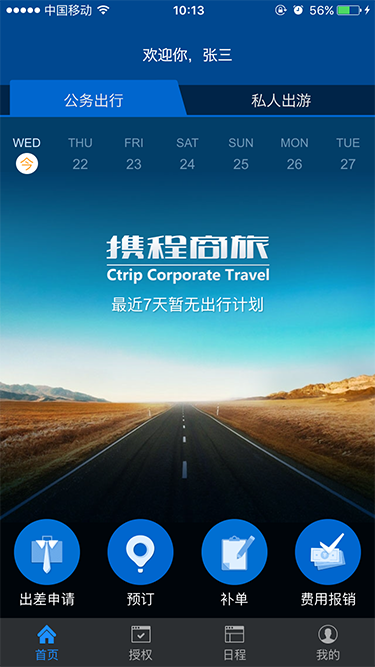 中国移动 10:13 56%
欢迎你，张三
公务出行 私人出游
WED THU FRI SAT SUN MON TUE
今 22 23 24 25 26 27
携程商旅
Ctrip Corporate Travel
最近7天暂无出行计划
出差申请 预订 补单 费用报销
首页 授权 日程 我的